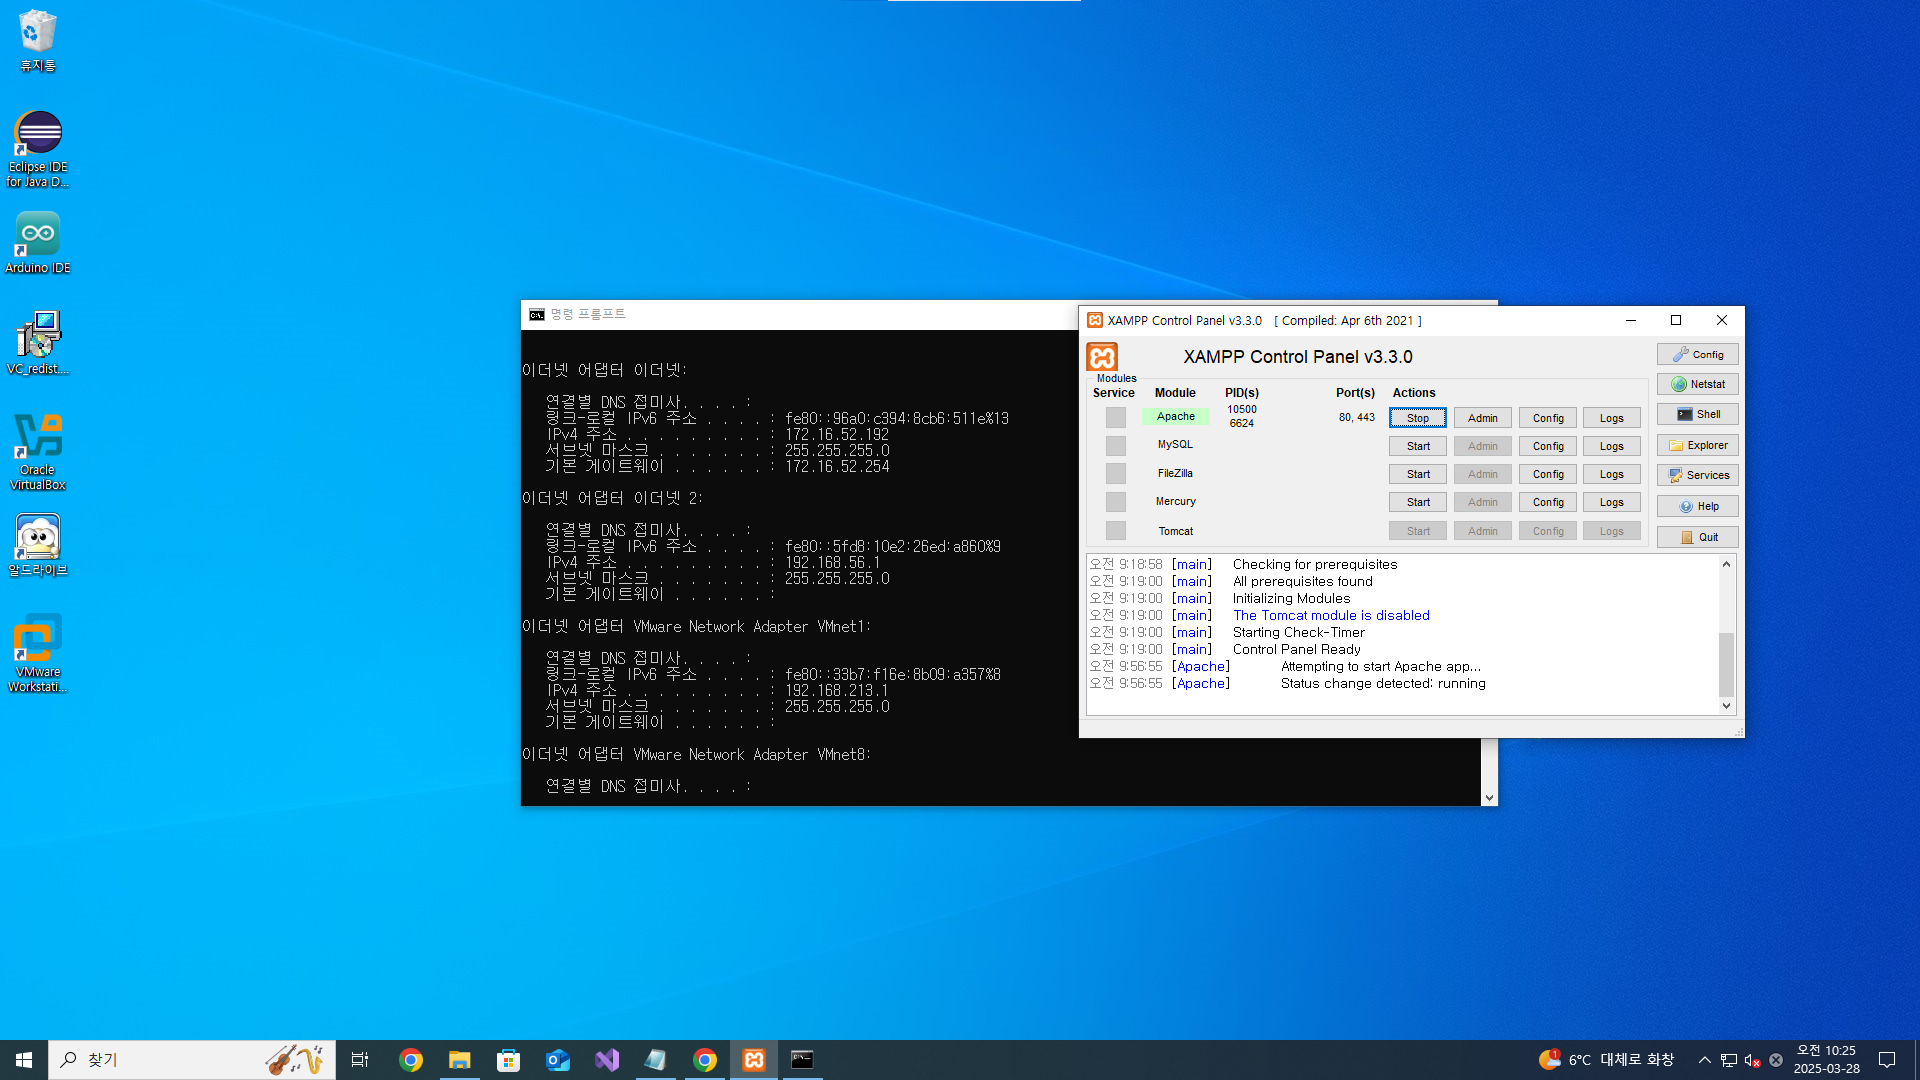 휴지통
Eclipse IDE
for Java D...
Arduino IDE
VC_redist....
Oracle
VirtualBox
알드라이브
VMware
Workstati...
명령 프롬프트
이더넷 어댑터 이더넷:
연결별 DNS 접미사. . . . :
링크-로컬 IPv6 주소 . . . . : fe80::96a0:c394:8cb6:511e%13
IPv4 주소 . . . . . . . . . : 172.16.52.192
서브넷 마스크 . . . . . . . : 255.255.255.0
기본 게이트웨이 . . . . . . : 172.16.52.254
이더넷 어댑터 이더넷 2:
연결별 DNS 접미사. . . . :
링크-로컬 IPv6 주소 . . . . : fe80::5fd8:10e2:26ed:a860%9
IPv4 주소 . . . . . . . . . : 192.168.56.1
서브넷 마스크 . . . . . . . : 255.255.255.0
기본 게이트웨이 . . . . . . :
이더넷 어댑터 VMware Network Adapter VMnet1:
연결별 DNS 접미사. . . . :
링크-로컬 IPv6 주소 . . . . : fe80::33b7:f16e:8b09:a357%8
IPv4 주소 . . . . . . . . . : 192.168.213.1
서브넷 마스크 . . . . . . . : 255.255.255.0
기본 게이트웨이 . . . . . . :
이더넷 어댑터 VMware Network Adapter VMnet8:
연결별 DNS 접미사. . . . :
XAMPP Control Panel v3.3.0 [ Compiled: Apr 6th 2021 ]
XAMPP Control Panel v3.3.0
Modules
Service Module PID(s) Port(s) Actions
Apache 10500 6624 80, 443 Stop Admin Config Logs
MySQL Start Admin Config Logs
FileZilla Start Admin Config Logs
Mercury Start Admin Config Logs
Tomcat Start Admin Config Logs
Config
Netstat
Shell
Explorer
Services
Help
Quit
오전 9:18:58 [main] Checking for prerequisites
오전 9:19:00 [main] All prerequisites found
오전 9:19:00 [main] Initializing Modules
오전 9:19:00 [main] The Tomcat module is disabled
오전 9:19:00 [main] Starting Check-Timer
오전 9:19:00 [main] Control Panel Ready
오전 9:56:55 [Apache] Attempting to start Apache app...
오전 9:56:55 [Apache] Status change detected: running
찾기
1
6°C 대체로 화창
오전 10:25
2025-03-28